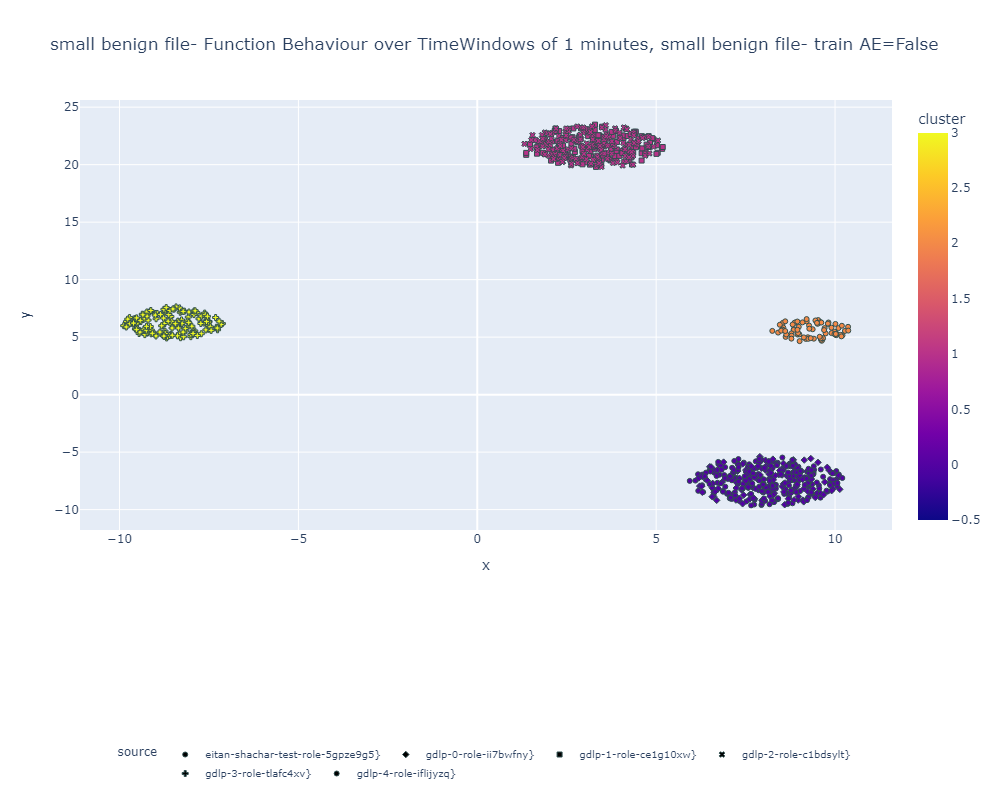 small benign file- Function Behaviour over TimeWindows of 1 minutes, small benign file- train AE=False
cluster
25
20
15
10
5
0
−5
−10
y
−10
−5
0
5
10
x
3
2.5
2
1.5
1
0.5
0
−0.5
source
eitan-shachar-test-role-5gpze9g5}
gdlp-0-role-ii7bwfny}
gdlp-1-role-ce1g10xw}
gdlp-2-role-c1bdsylt}
gdlp-3-role-tlafc4xv}
gdlp-4-role-iflijyzq}